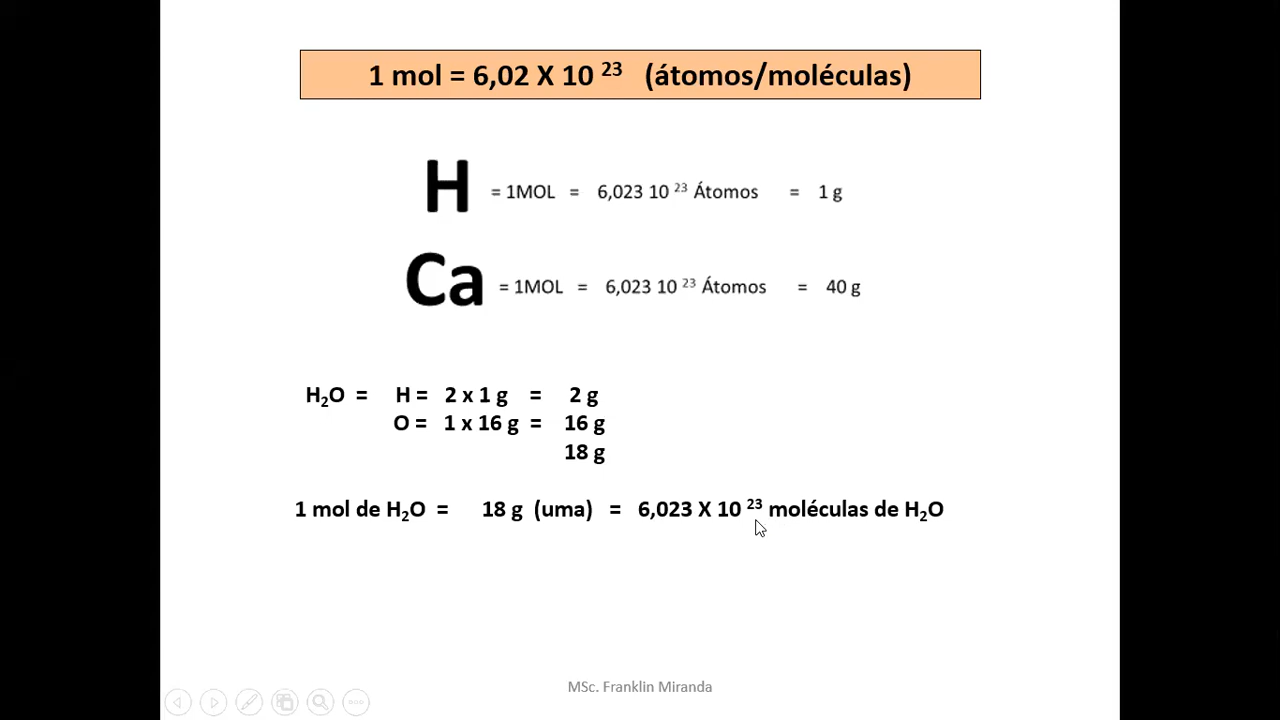 1 mol = 6,02 X 10 ²³ (átomos/moléculas)
H = 1MOL = 6,023 10 ²³ Átomos = 1 g
Ca = 1MOL = 6,023 10 ²³ Átomos = 40 g
H₂O = H = 2 x 1 g = 2 g
O = 1 x 16 g = 16 g
18 g
1 mol de H₂O = 18 g (uma) = 6,023 X 10 ²³ moléculas de H₂O
MSc. Franklin Miranda